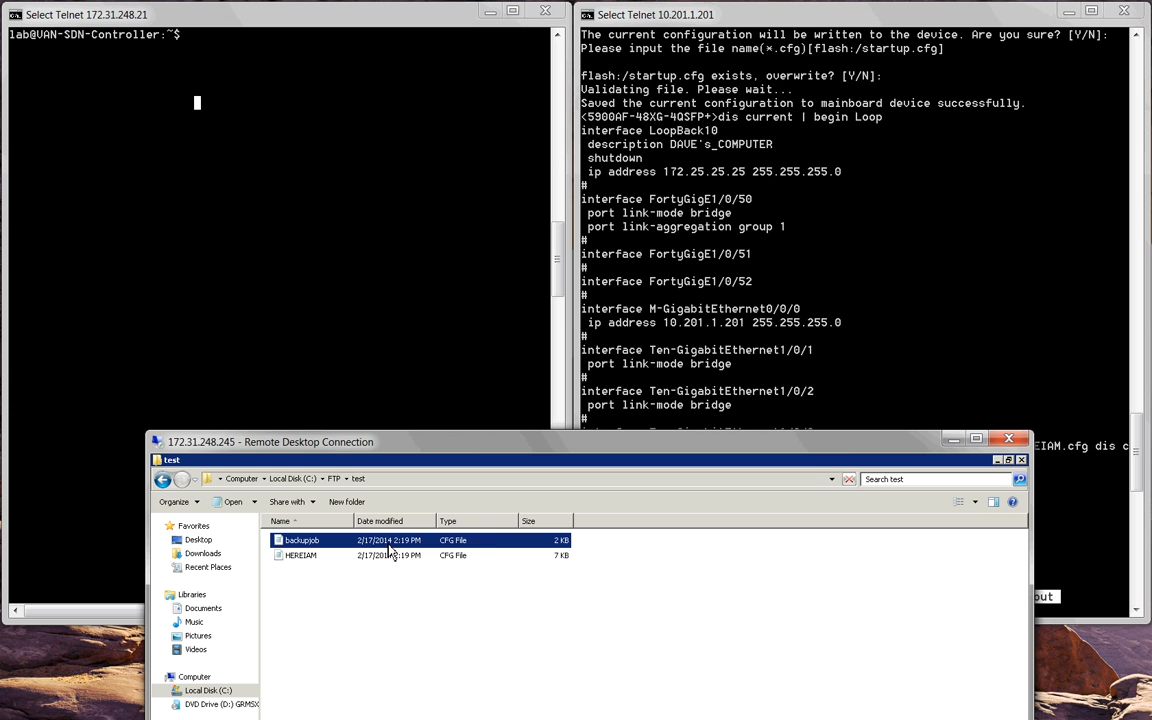 Select Telnet 172.31.248.21
lab@VAN-SDN-Controller:~$
Select Telnet 10.201.1.201
The current configuration will be written to the device. Are you sure? [Y/N]:
Please input the file name(*.cfg)[flash:/startup.cfg]
flash:/startup.cfg exists, overwrite? [Y/N]:
Validating file. Please wait...
Saved the current configuration to mainboard device successfully.
<5900AF-48XG-4QSFP+>dis current | begin Loop
interface LoopBack10
description DAVE's_COMPUTER
shutdown
ip address 172.25.25.25 255.255.255.0
#
interface FortyGigE1/0/50
port link-mode bridge
port link-aggregation group 1
#
interface FortyGigE1/0/51
#
interface FortyGigE1/0/52
#
interface M-GigabitEthernet0/0/0
ip address 10.201.1.201 255.255.255.0
#
interface Ten-GigabitEthernet1/0/1
port link-mode bridge
#
interface Ten-GigabitEthernet1/0/2
port link-mode bridge
#
EIAM.cfg dis c
out
172.31.248.245 - Remote Desktop Connection
test
Computer Local Disk (C:) FTP test
Search test
Organize Open Share with New folder
Name Date modified Type Size
backupjob 2/17/2014 2:19 PM CFG File 2 KB
HEREIAM 2/17/2014 2:19 PM CFG File 7 KB
Favorites
Desktop
Downloads
Recent Places
Libraries
Documents
Music
Pictures
Videos
Computer
Local Disk (C:)
DVD Drive (D:) GRMSX